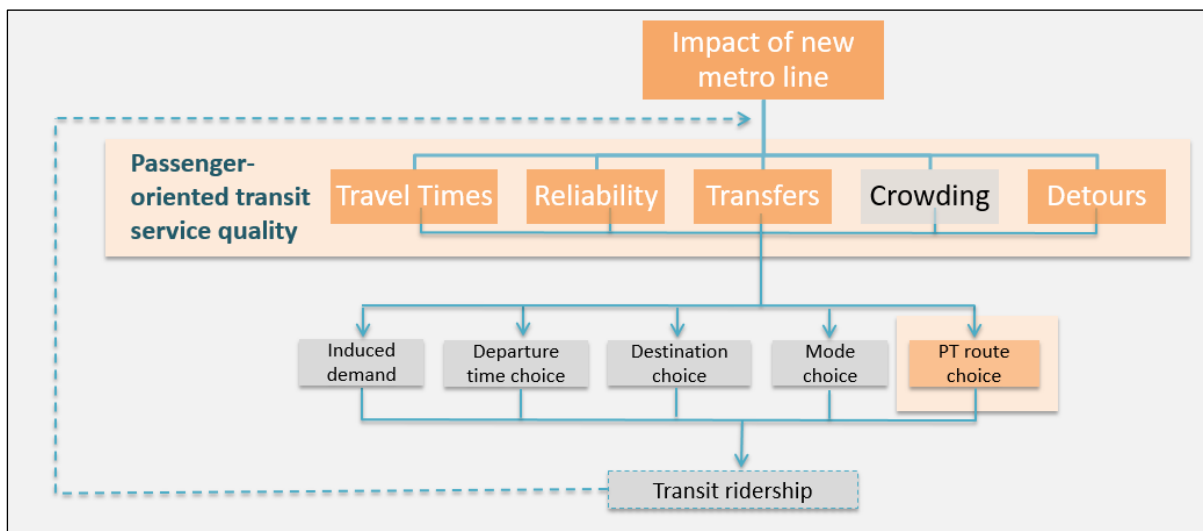 Impact of new
metro line
Passenger-
oriented transit
service quality
Travel Times
Reliability
Transfers
Crowding
Detours
Induced
demand
Departure
time choice
Destination
choice
Mode
choice
PT route
choice
Transit ridership